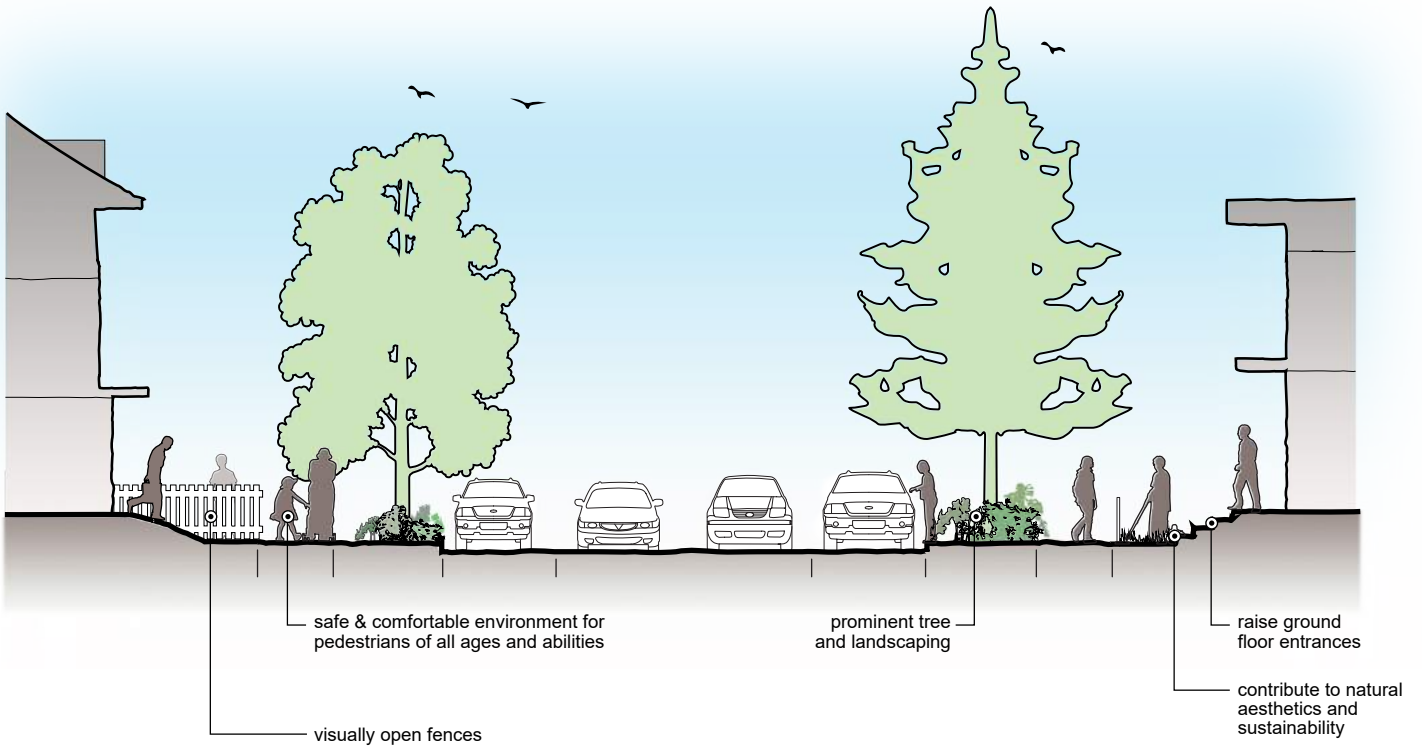 safe & comfortable environment for
pedestrians of all ages and abilities
visually open fences
prominent tree
and landscaping
raise ground
floor entrances
contribute to natural
aesthetics and
sustainability